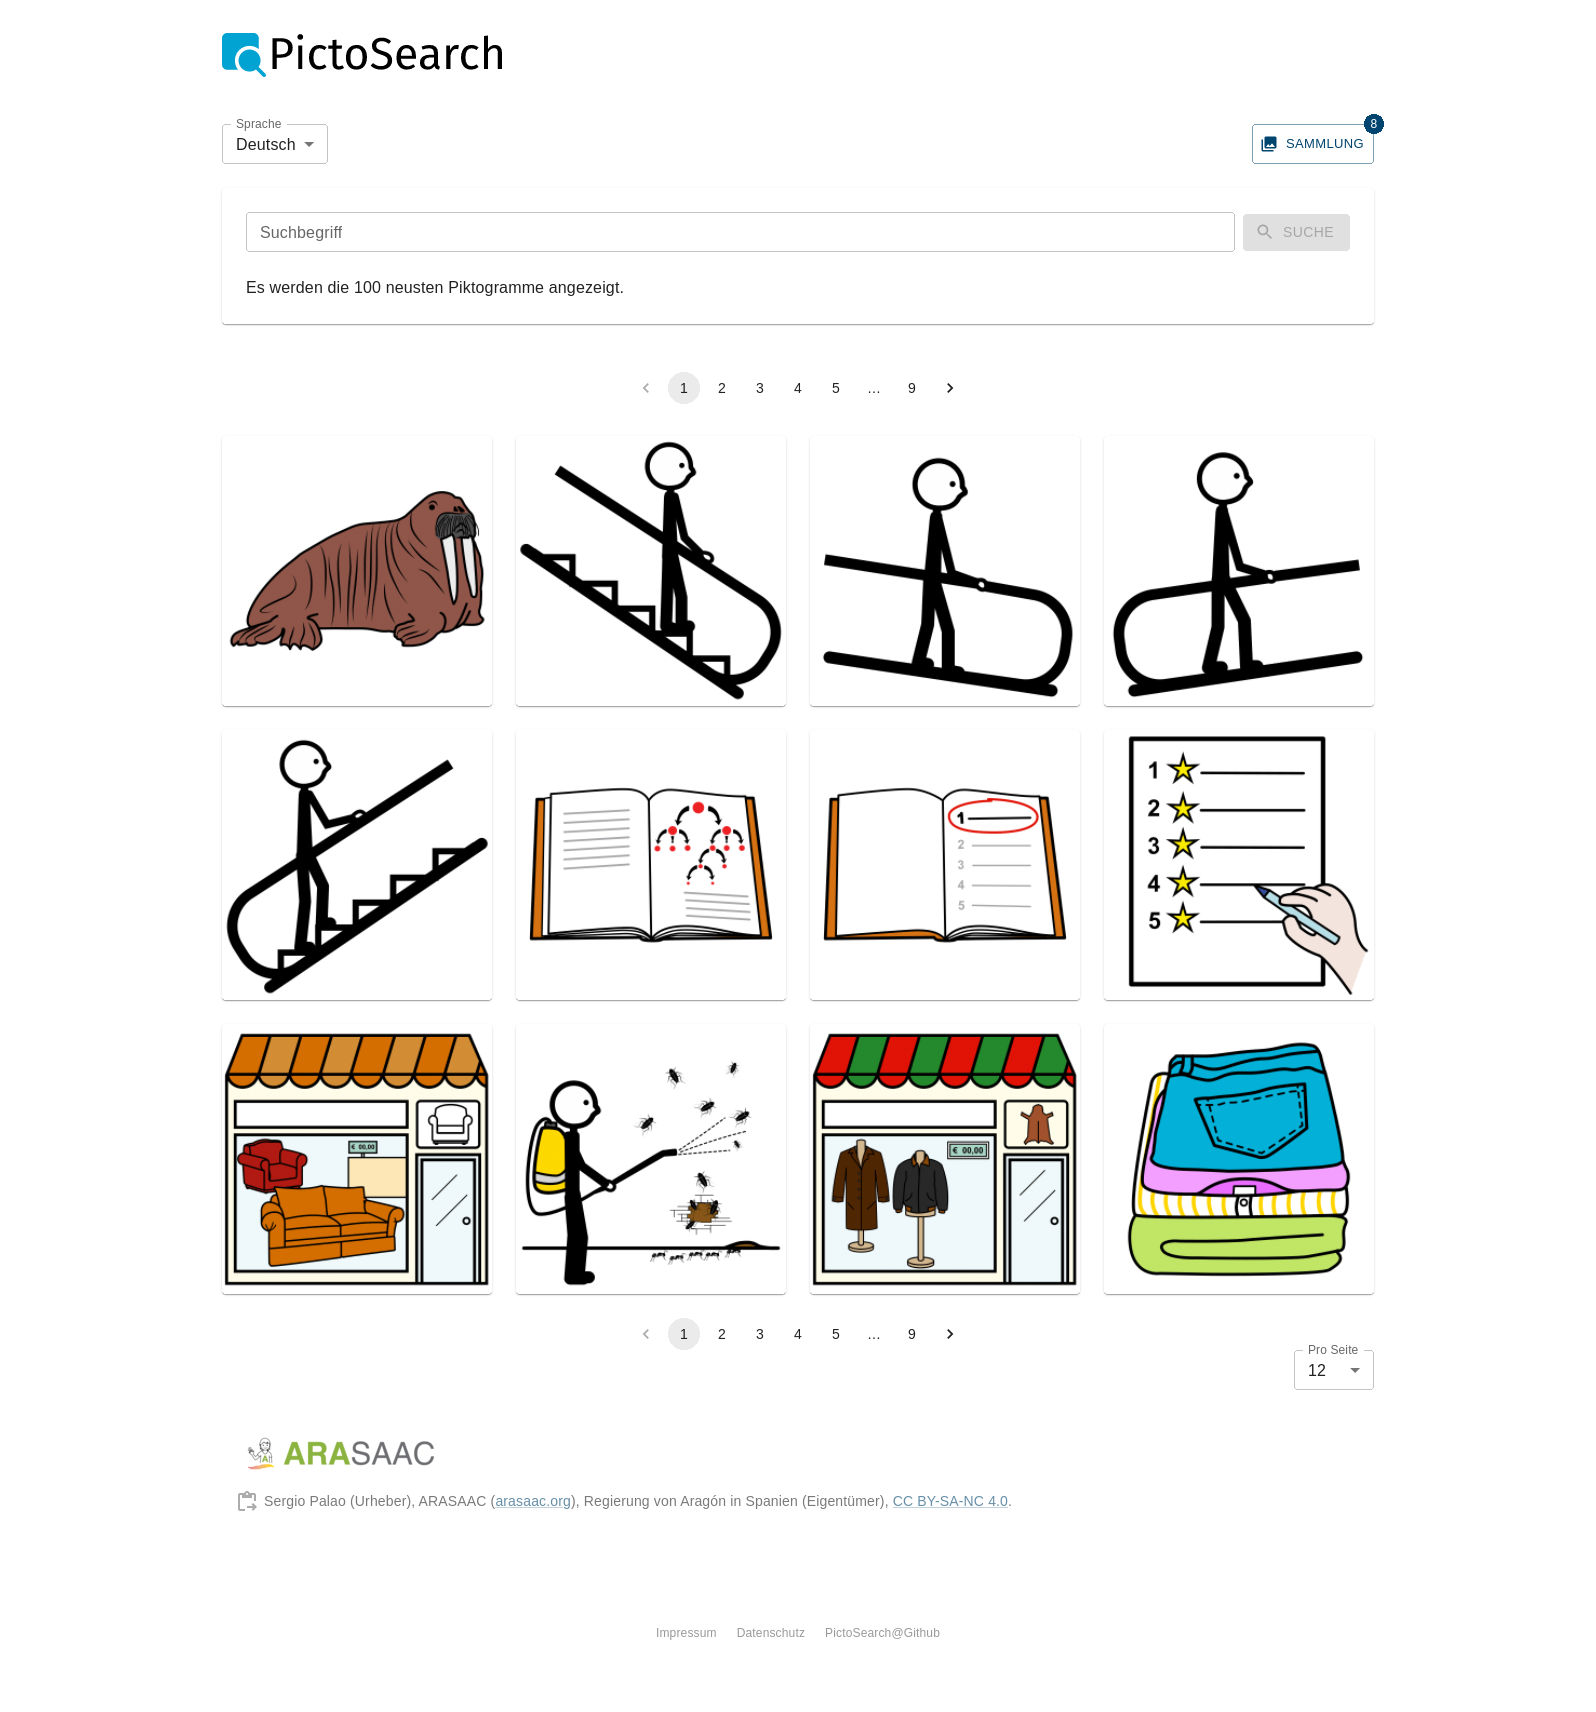 PictoSearch
Sprache
Deutsch
8
SAMMLUNG
Suchbegriff
SUCHE
Es werden die 100 neusten Piktogramme angezeigt.
1 2 3 4 5 … 9
1
2
3
4
5
1
2
3
4
5
€ 00,00
€ 00,00
1 2 3 4 5 … 9
Pro Seite
12
ARASAAC
Sergio Palao (Urheber), ARASAAC (arasaac.org), Regierung von Aragón in Spanien (Eigentümer), CC BY-SA-NC 4.0.
Impressum Datenschutz PictoSearch@Github